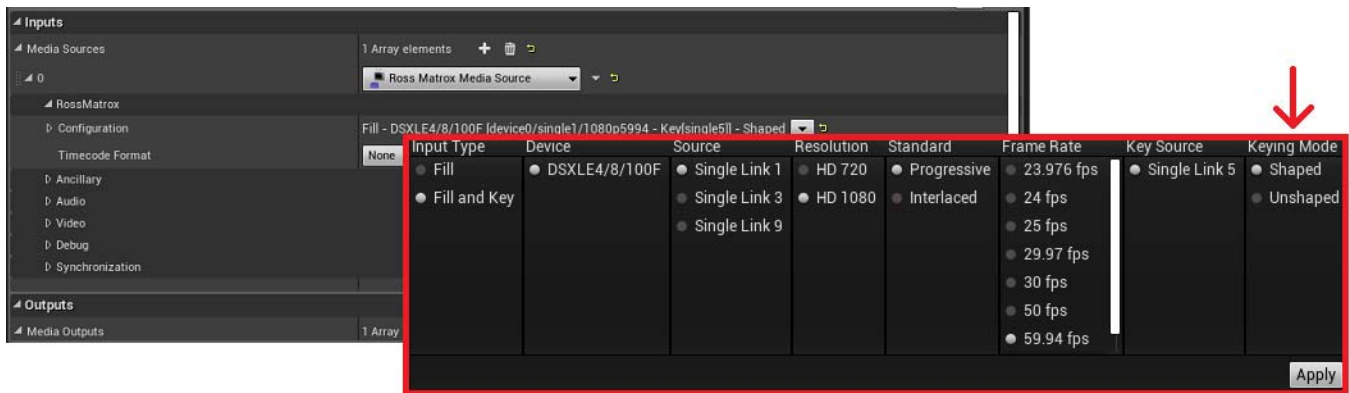 Inputs
Media Sources 1 Array elements
0 Ross Matrox Media Source
RossMatrox
Configuration Fill - DSXLE4/8/100F [device0/single1/1080p5994 - Key[single5]] - Shaped
Timecode Format None
Ancillary
Audio
Video
Debug
Synchronization
Outputs
Media Outputs 1 Array
Input Type Device Source Resolution Standard Frame Rate Key Source Keying Mode
Fill DSXLE4/8/100F Single Link 1 HD 720 Progressive 23.976 fps Single Link 5 Shaped
Fill and Key Single Link 3 HD 1080 Interlaced 24 fps Unshaped
Single Link 9 25 fps
29.97 fps
30 fps
50 fps
59.94 fps
Apply